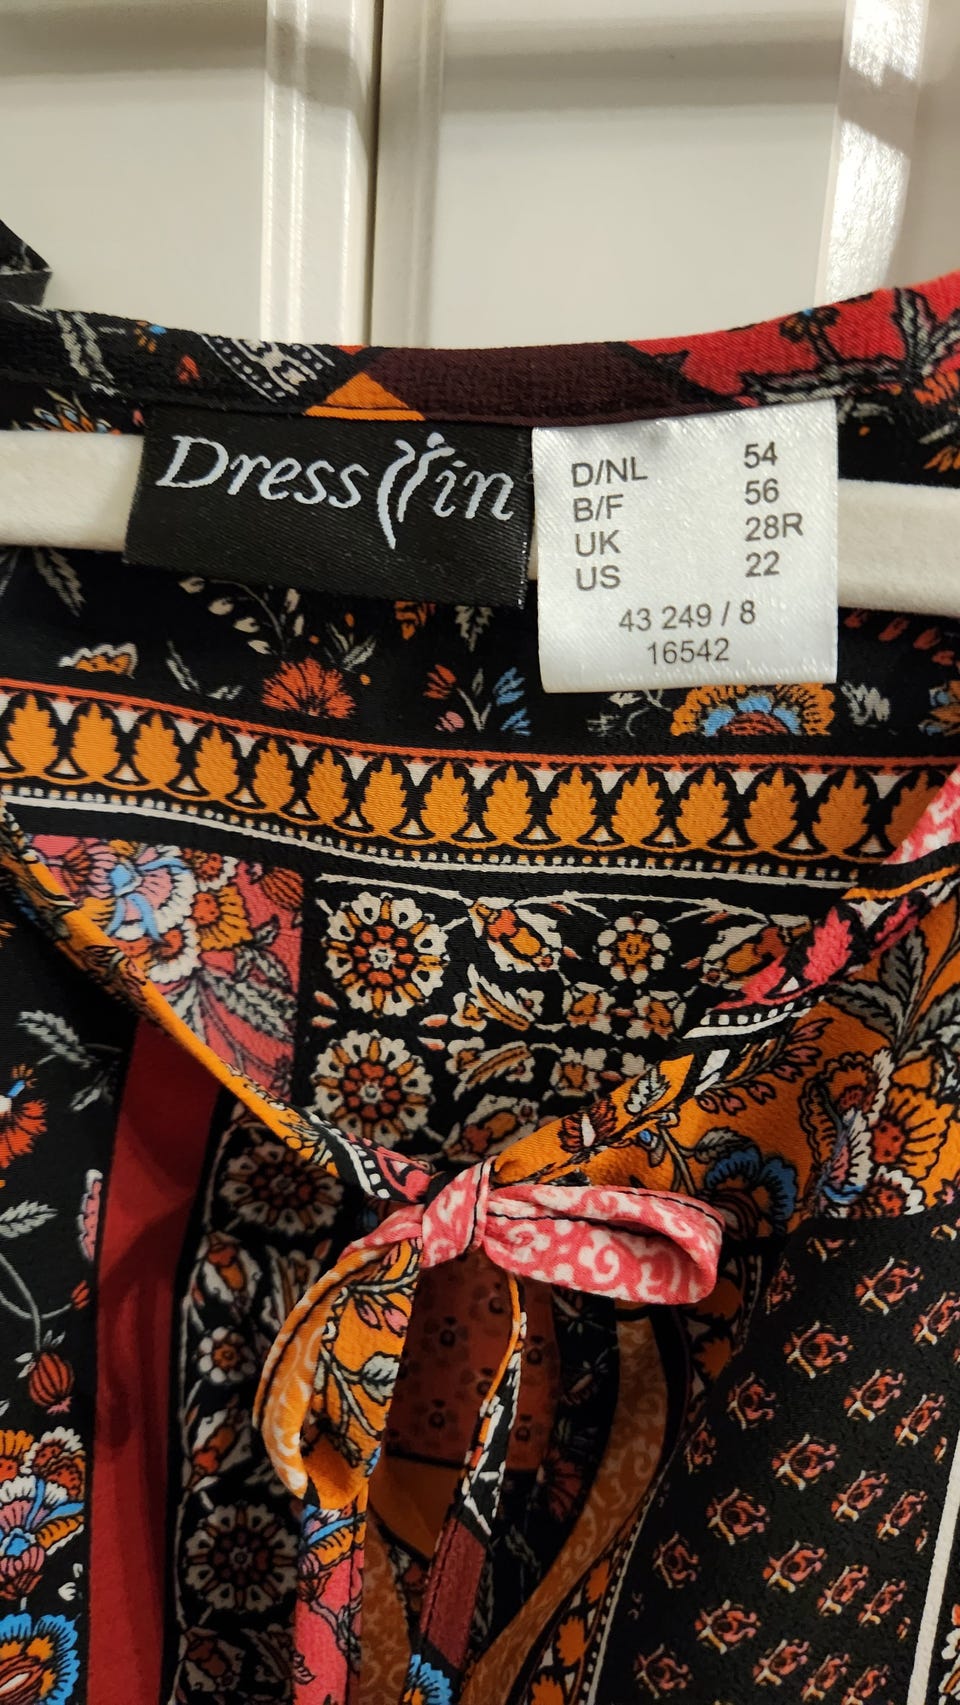 Dress in
D/NL 54
B/F 56
UK 28R
US 22
43 249 / 8
16542